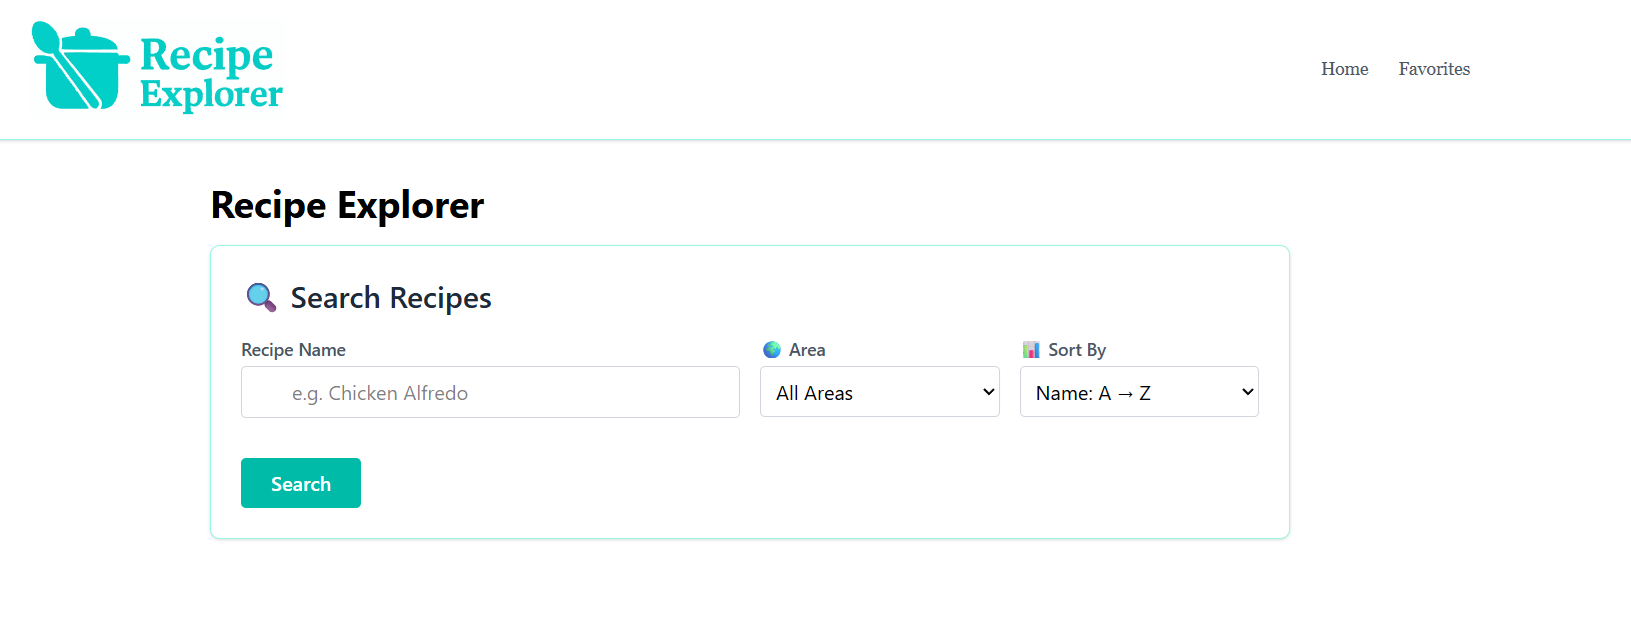 Recipe
Explorer
Home Favorites
Recipe Explorer
Search Recipes
Recipe Name
Area
Sort By
e.g. Chicken Alfredo
All Areas
Name: A → Z
Search